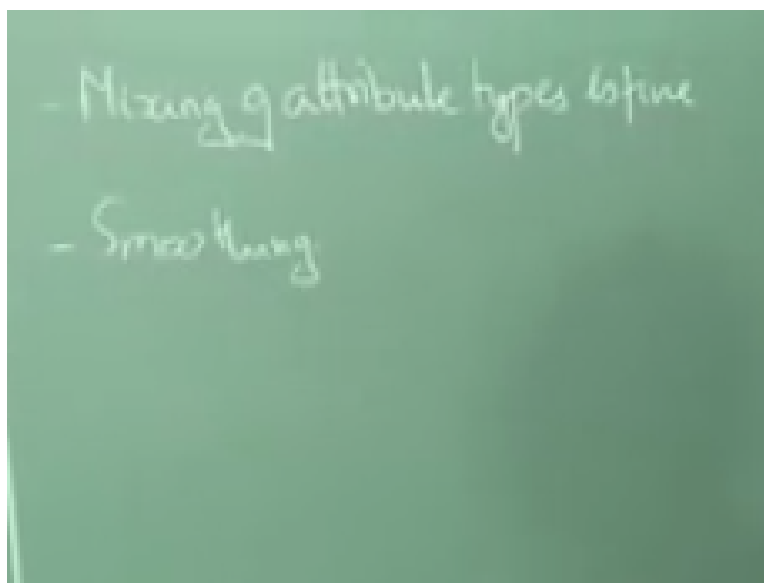 - Mixing of attribute types is fine
- Smoothing